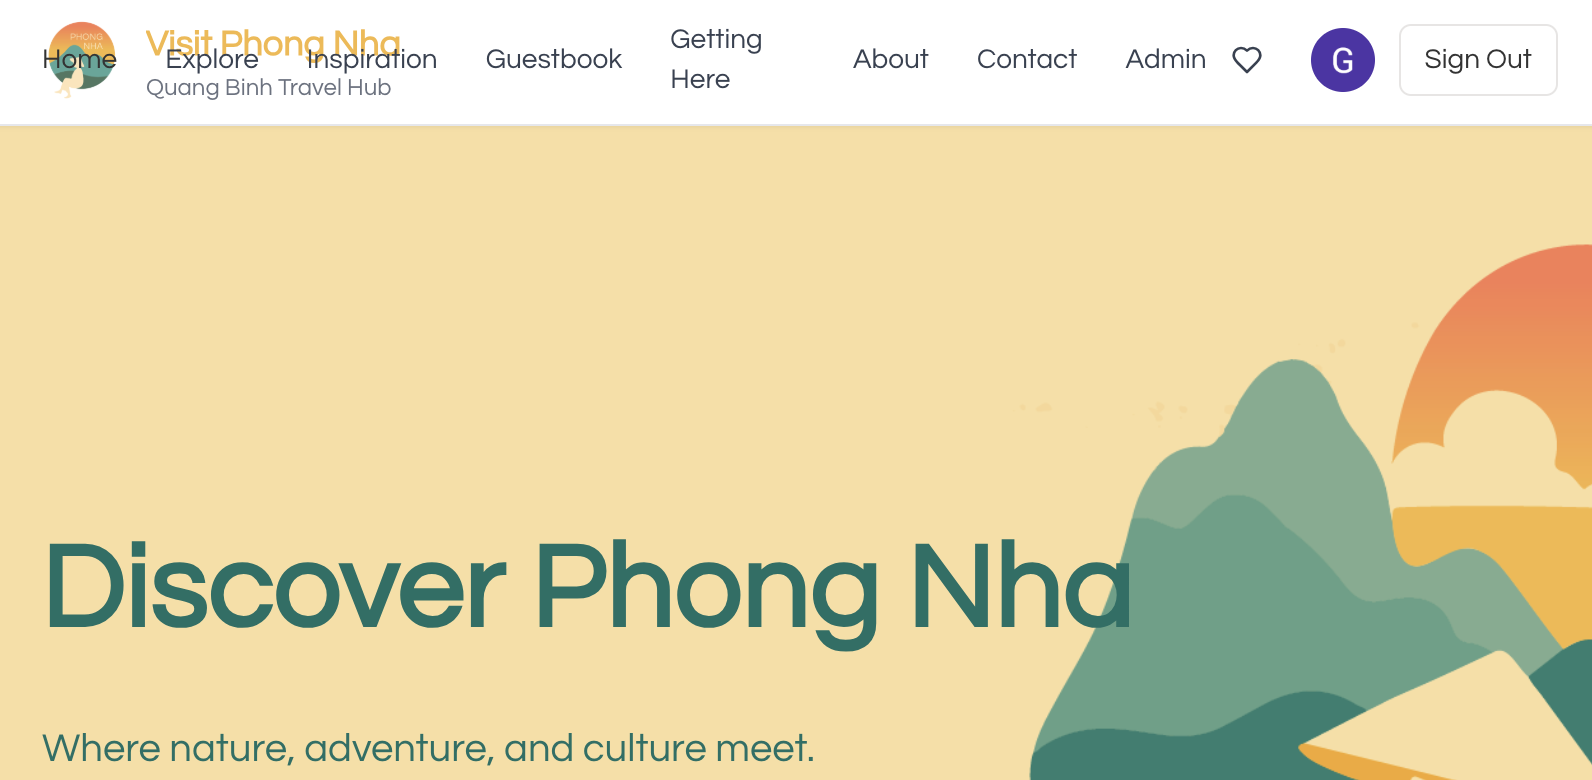 PHONG
NHA
Visit Phong Nha
Quang Binh Travel Hub
Home
Explore
Inspiration
Guestbook
Getting
Here
About
Contact
Admin
G
Sign Out
Discover Phong Nha
Where nature, adventure, and culture meet.